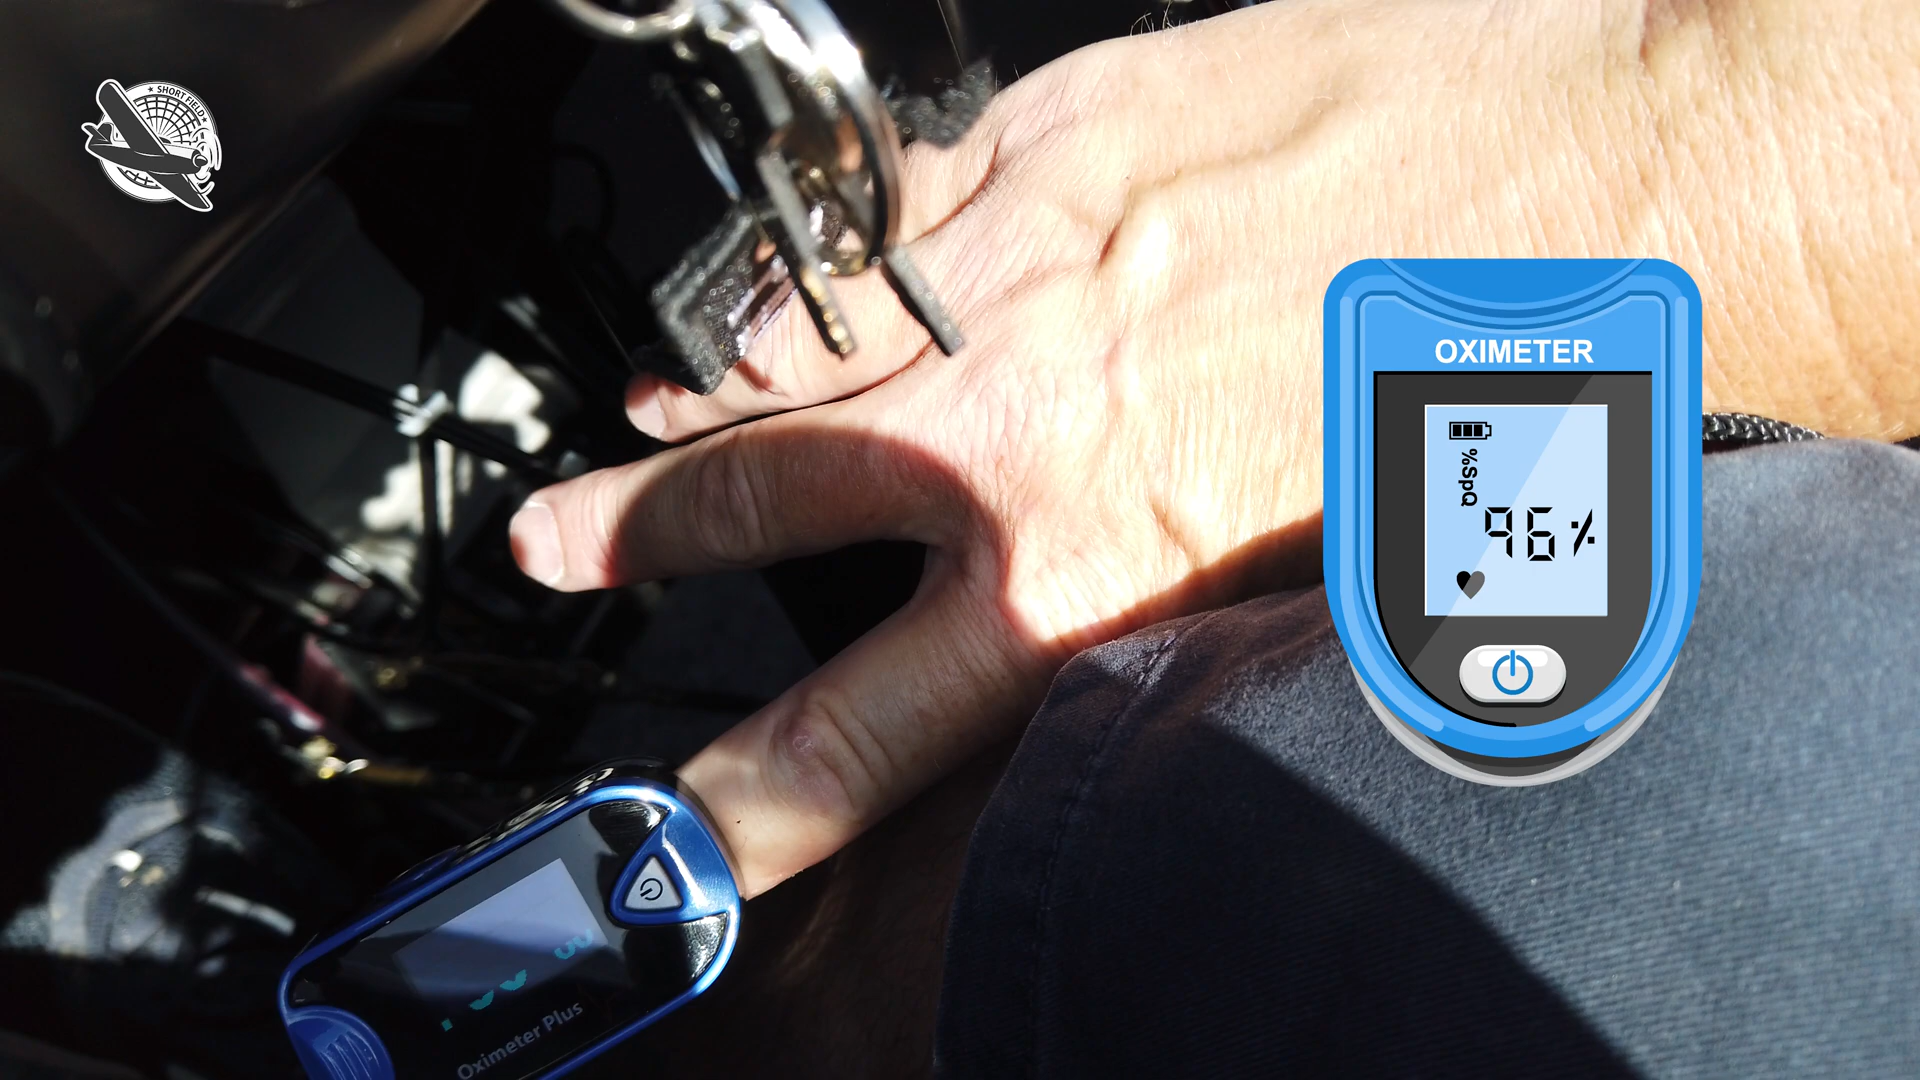 ★ SHORT FIELD ★
OXIMETER
%SpO
96%
Oximeter Plus